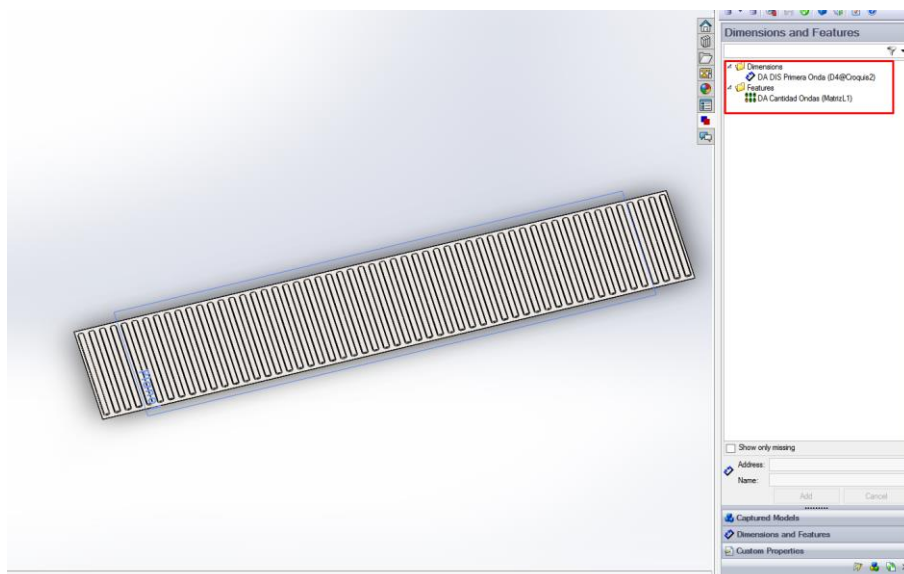 Dimensions and Features
Dimensions
DA DIS Primera Onda (D4@Croquis2)
Features
DA Cantidad Ondas (MatrizL1)
Show only missing
Address:
Name:
Add
Cancel
Captured Models
Dimensions and Features
Custom Properties